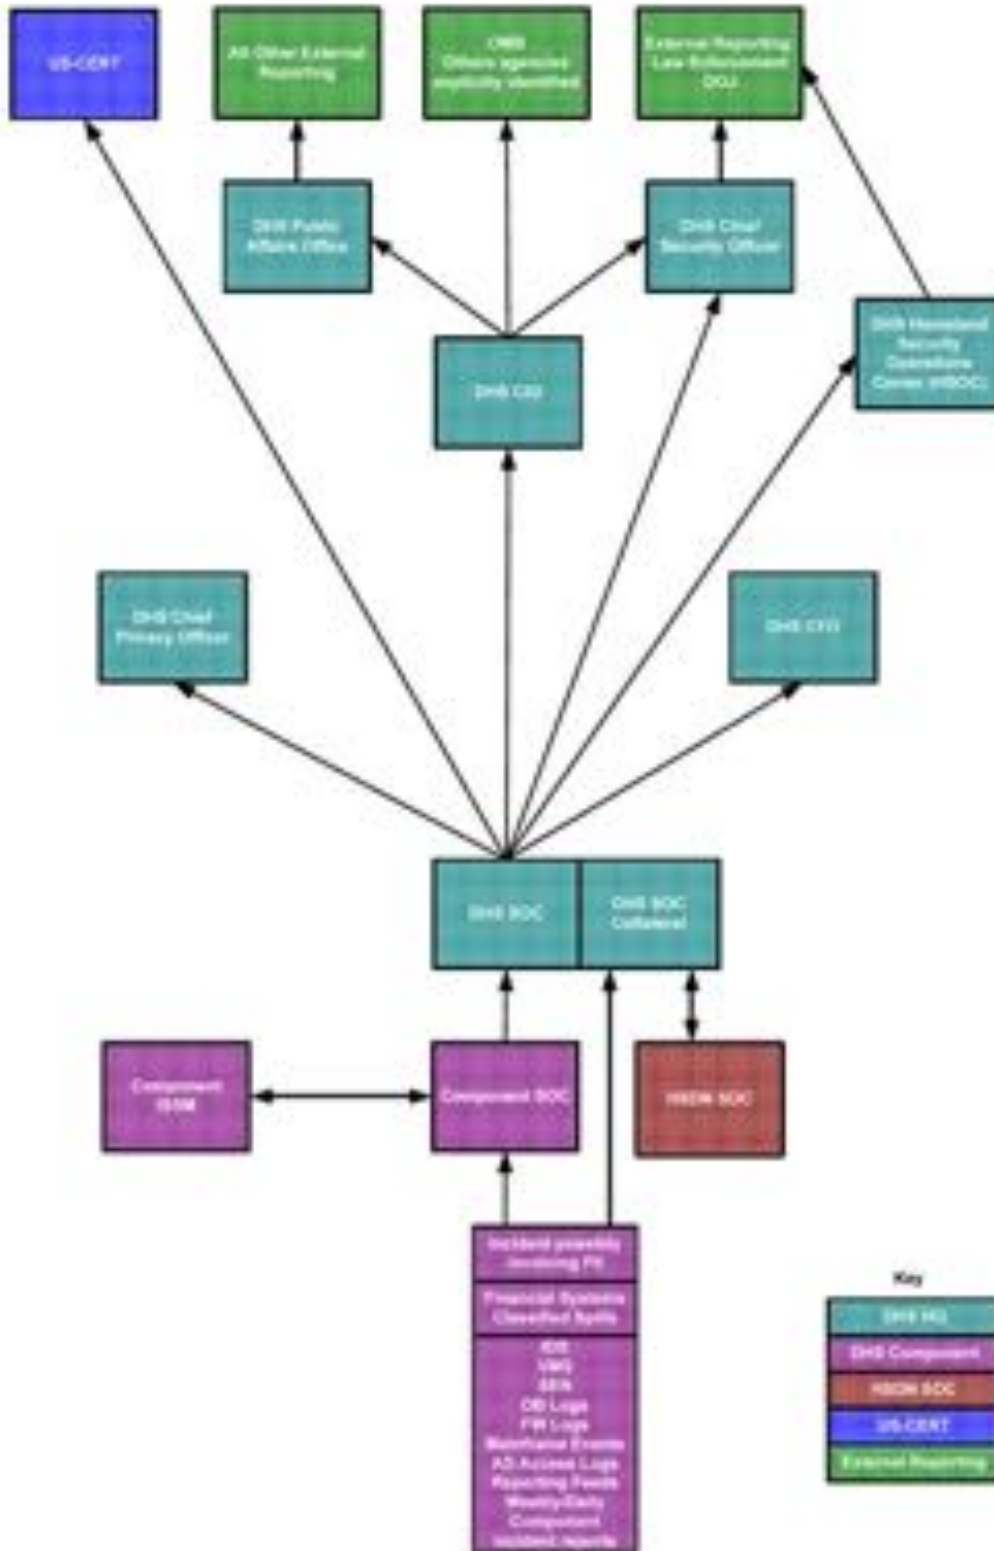 US-CERT
All Other External
Reporting
OMB
Others agencies
explicitly identified
External Reporting
Law Enforcement
DOJ
DHS Public
Affairs Office
DHS Chief
Security Officer
DHS Homeland
Security
Operations
Center (HSOC)
DHS CIO
DHS Chief
Privacy Officer
DHS CFO
DHS SOC
DHS SOC
Collateral
Component
ISSM
Component SOC
HSDN SOC
Incident possibly
involving PII
Financial Systems
Classified Spills
IDS
DB Logs
FW Logs
Mainframe Events
AD Access Logs
Reporting Feeds
Weekly/Daily
Component
incident reports
Key
DHS HQ
DHS Component
HSDN SOC
US-CERT
External Reporting